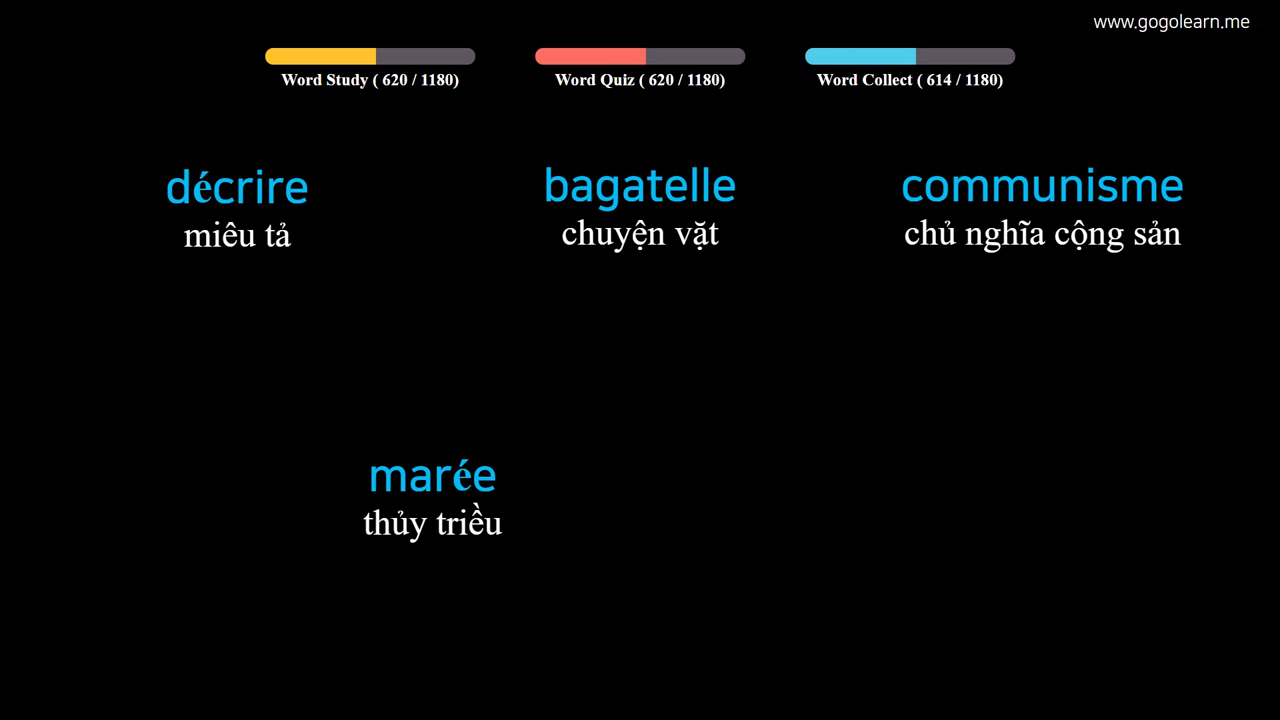 www.gogolearn.me
Word Study ( 620 / 1180)
Word Quiz ( 620 / 1180)
Word Collect ( 614 / 1180)
décrire
miêu tả
bagatelle
chuyện vặt
communisme
chủ nghĩa cộng sản
marée
thủy triều